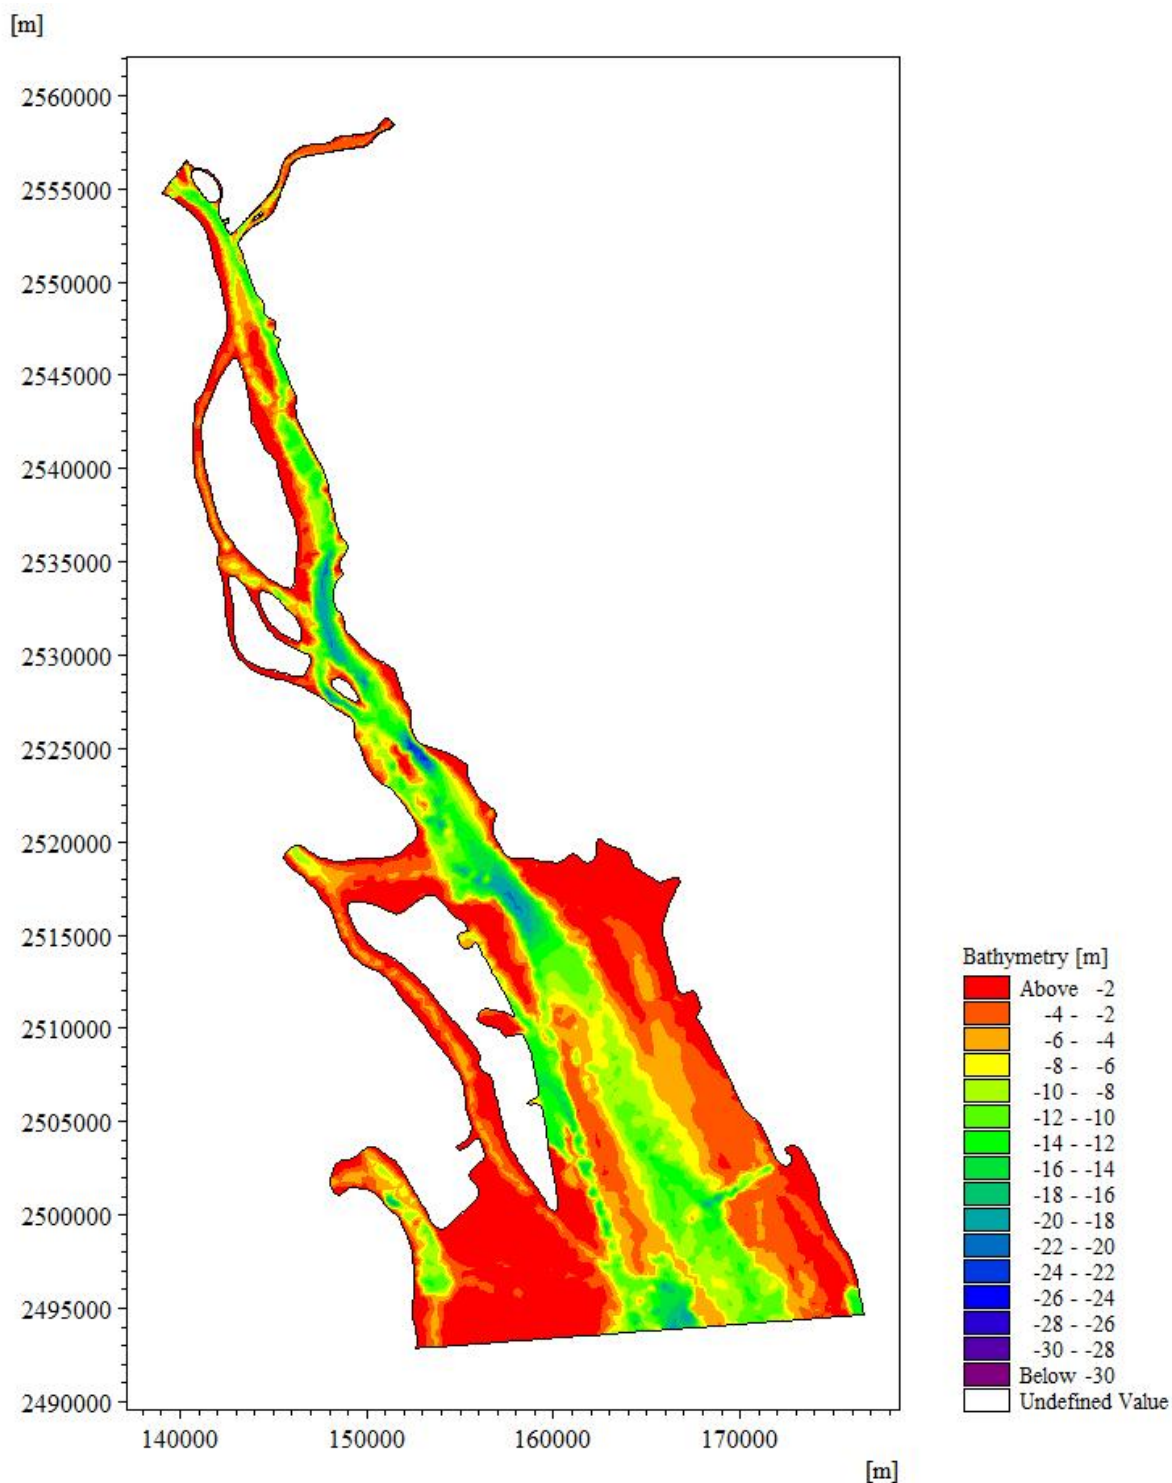 [m]
2560000
2555000
2550000
2545000
2540000
2535000
2530000
2525000
2520000
2515000
2510000
2505000
2500000
2495000
2490000
140000 150000 160000 170000
[m]
Bathymetry [m]
Above -2
-4 - -2
-6 - -4
-8 - -6
-10 - -8
-12 - -10
-14 - -12
-16 - -14
-18 - -16
-20 - -18
-22 - -20
-24 - -22
-26 - -24
-28 - -26
-30 - -28
Below -30
Undefined Value